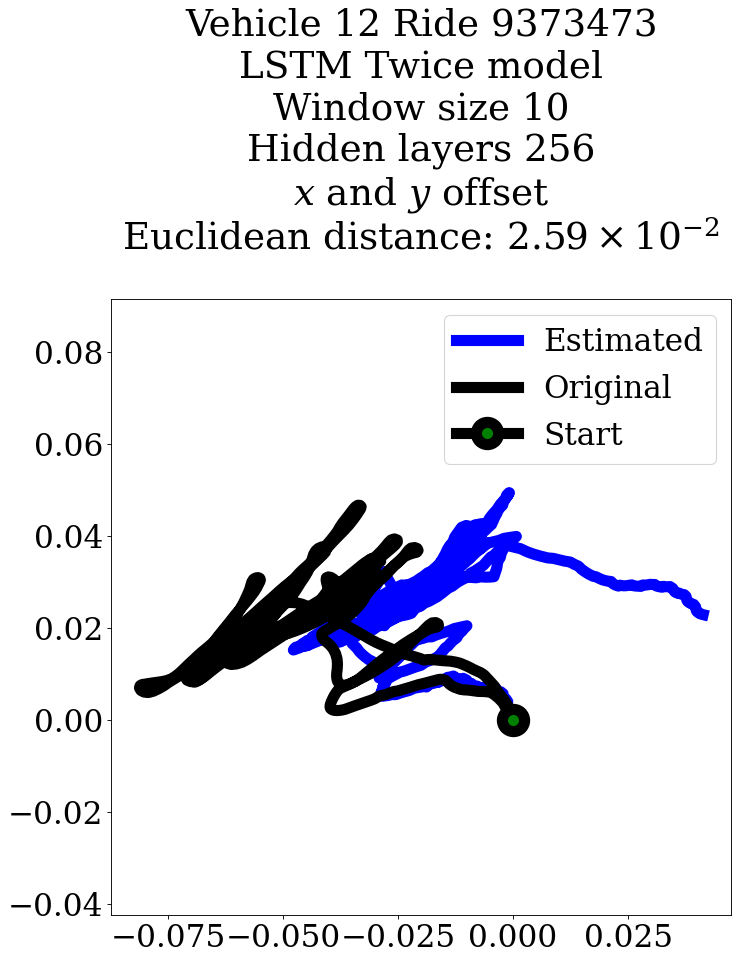 Vehicle 12 Ride 9373473
LSTM Twice model
Window size 10
Hidden layers 256
x and y offset
Euclidean distance: 2.59 × 10⁻²
Estimated
Original
Start
0.08
0.06
0.04
0.02
0.00
−0.02
−0.04
−0.075 −0.050 −0.025 0.000 0.025